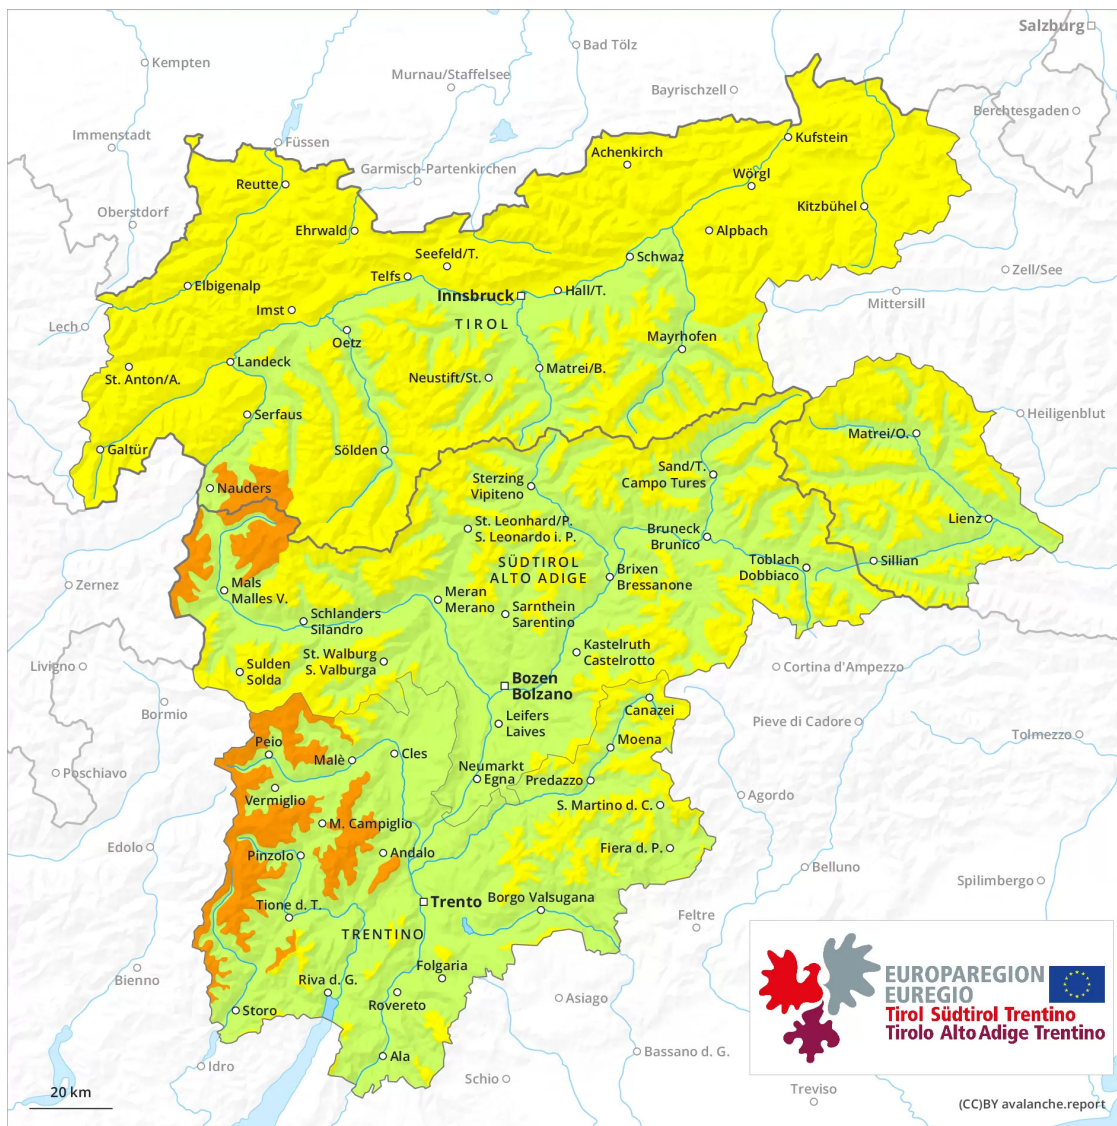 Salzburg
Bad Tölz
Kempten
Murnau/Staffelsee
Bayrischzell
Berchtesgaden
Immenstadt
Füssen
Kufstein
Achenkirch
Garmisch-Partenkirchen
Wörgl
Reutte
Kitzbühel
Oberstdorf
Ehrwald
Alpbach
Seefeld/T.
Schwaz
Zell/See
Telfs
Elbigenalp
Innsbruck
Hall/T.
Mittersill
Imst
TIROL
Lech
Oetz
Mayrhofen
Landeck
St. Anton/A.
Neustift/St.
Matrei/B.
Serfaus
Heiligenblut
Matrei/O.
Galtür
Sölden
Sand/T.
Campo Tures
Nauders
Sterzing
Vipiteno
Lienz
St. Leonhard/P.
S. Leonardo i. P.
Bruneck
Brunico
Toblach
Dobbiaco
Sillian
SÜDTIROL
ALTO ADIGE
Brixen
Bressanone
Zernez
Mals
Malles V.
Meran
Merano
Schlanders
Silandro
Sarnthein
Sarentino
Kastelruth
Castelrotto
St. Walburg
S. Valburga
Livigno
Sulden
Solda
Cortina d'Ampezzo
Bozen
Bolzano
Bormio
Canazei
Leifers
Laives
Pieve di Cadore
Tolmezzo
Peio
Moena
Cles
Malè
Poschiavo
Neumarkt
Egna
Predazzo
Vermiglio
Agordo
S. Martino d. C.
M. Campiglio
Edolo
Fiera d. P.
Pinzolo
Andalo
Belluno
Spilimbergo
Borgo Valsugana
Trento
Tione d. T.
Feltre
TRENTINO
Folgaria
Bienno
Riva d. G.
Rovereto
Asiago
Storo
EUROPAREGION
EUREGIO
Tirol Südtirol Trentino
Tirolo Alto Adige Trentino
Ala
Bassano d. G.
Idro
Schio
Treviso
20 km
(CC)BY avalanche.report